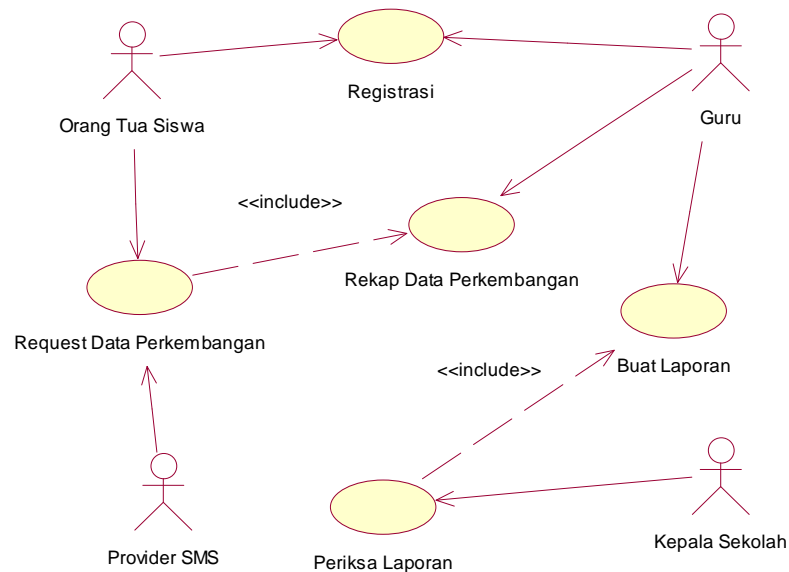 Registrasi
Orang Tua Siswa
Guru
<<include>>
Rekap Data Perkembangan
Request Data Perkembangan
<<include>>
Buat Laporan
Provider SMS
Periksa Laporan
Kepala Sekolah